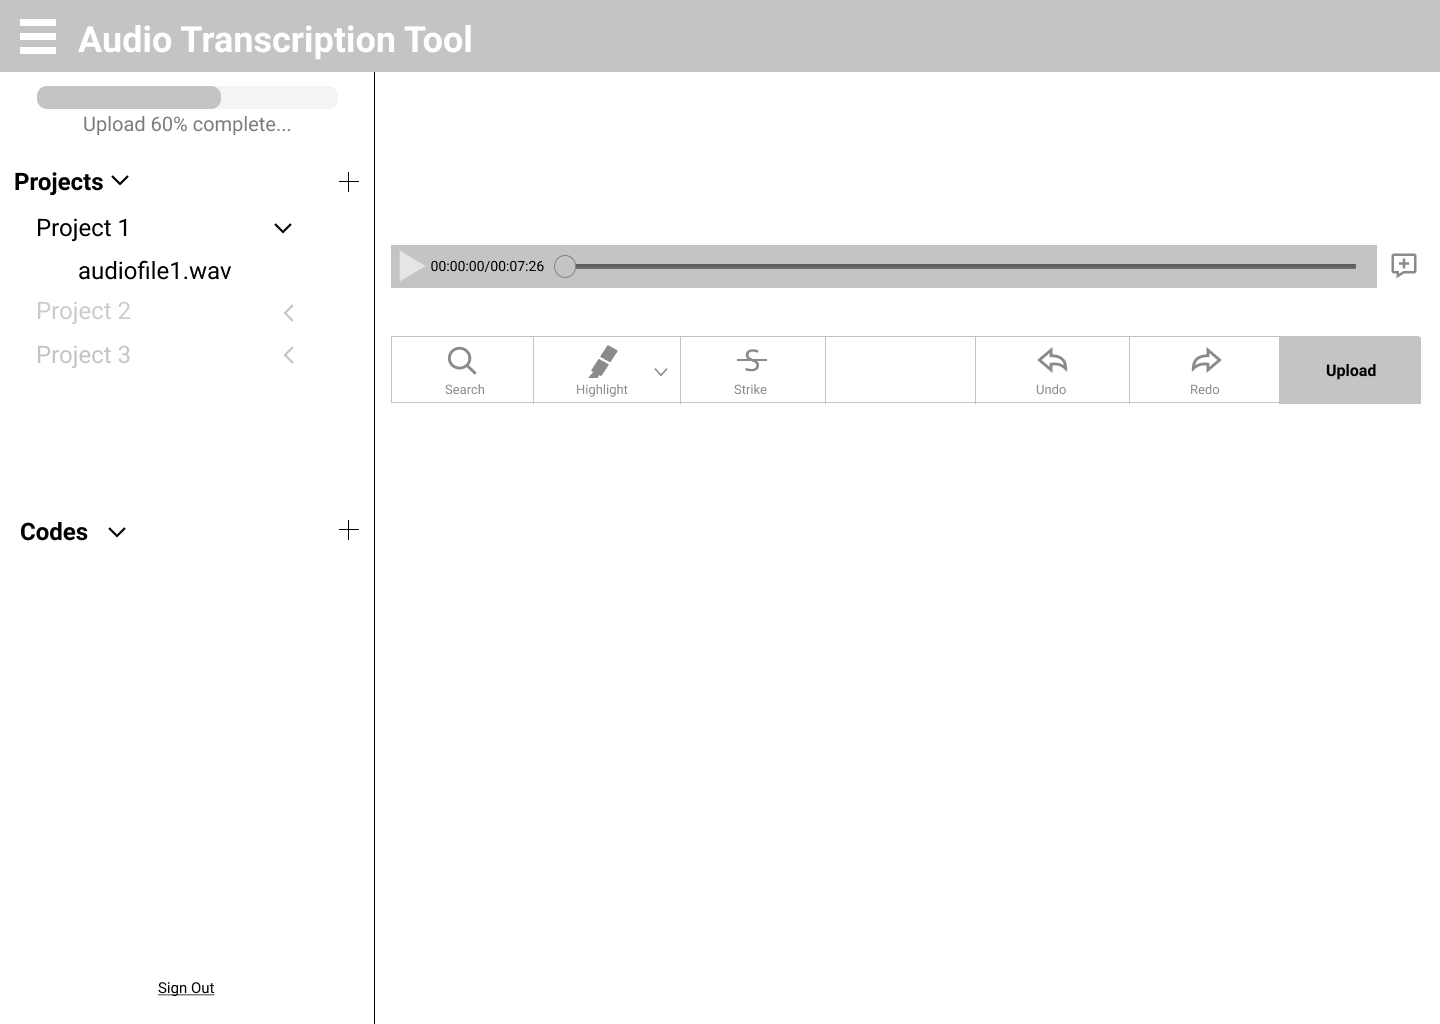 Audio Transcription Tool
Upload 60% complete...
Projects
Project 1
audiofile1.wav
Project 2
Project 3
Codes
Sign Out
00:00:00/00:07:26
Search
Highlight
Strike
Undo
Redo
Upload